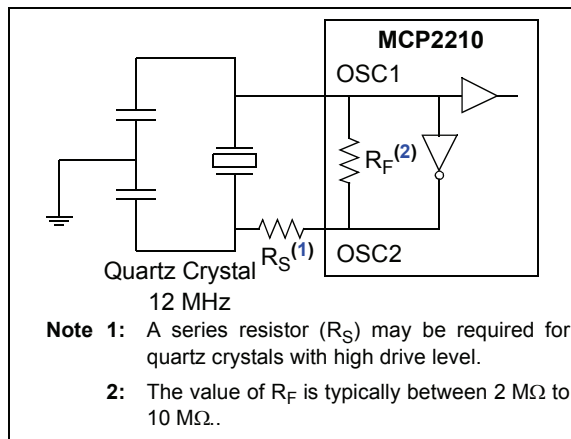 MCP2210
OSC1
RF(2)
RS(1)
OSC2
Quartz Crystal
12 MHz
Note 1: A series resistor (RS) may be required for
quartz crystals with high drive level.
2: The value of RF is typically between 2 MΩ to
10 MΩ..